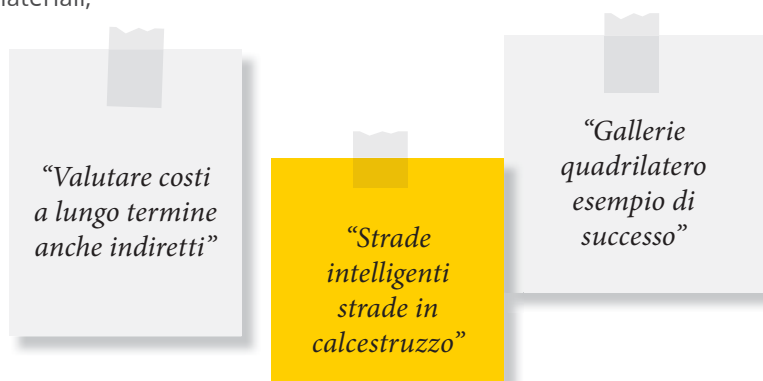 materiali,
“Valutare costi
a lungo termine
anche indiretti”
“Strade
intelligenti
strade in
calcestruzzo”
“Gallerie
quadrilatero
esempio di
successo”